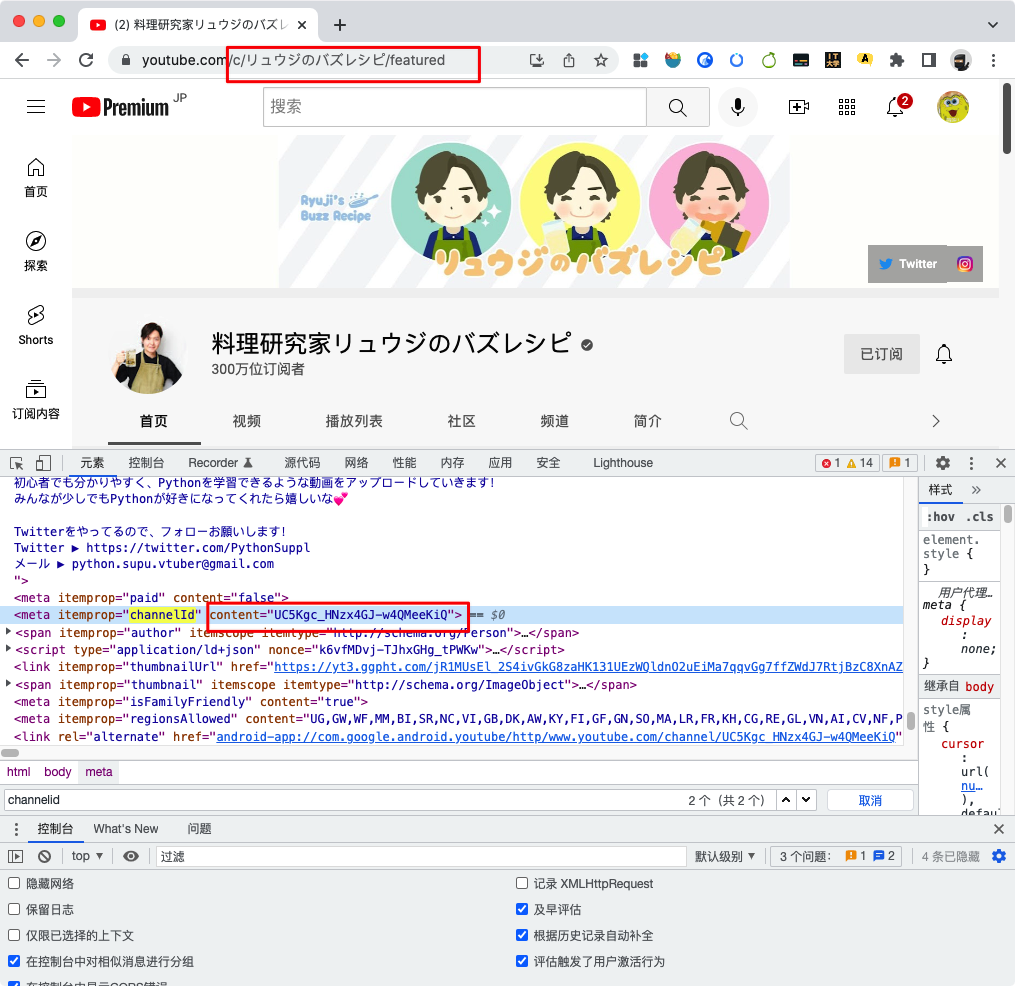 (2) 料理研究家リュウジのバズレシ
youtube.com/c/リュウジのバズレシピ/featured
Premium JP
搜索
2
首页
探索
Shorts
订阅内容
Ryuji's
Buzz Recipe
リュウジのバズレシピ
Twitter
料理研究家リュウジのバズレシピ
300万位订阅者
已订阅
首页 视频 播放列表 社区 频道 简介
元素 控制台 Recorder 源代码 网络 性能 内存 应用 安全 Lighthouse 1 14 1
初心者でも分かりやすく、Pythonを学習できるような動画をアップロードしていきます!
みんなが少しでもPythonが好きになってくれたら嬉しいな💕
Twitterをやってるので、フォローお願いします!
Twitter ▶ https://twitter.com/PythonSuppl
メール ▶ python.supu.vtuber@gmail.com
">
<meta itemprop="paid" content="false">
<meta itemprop="channelId" content="UC5Kgc_HNzx4GJ-w4QMeeKiQ"> == $0
▶<span itemprop="author" itemscope itemtype="http://schema.org/Person">…</span>
▶<script type="application/ld+json" nonce="k6vfMDvj-TJhxGHg_tPWKw">…</script>
<link itemprop="thumbnailUrl" href="https://yt3.ggpht.com/jR1MUsEl_2S4ivGkG8zaHK131UEzWQldnO2uEiMa7qqvGg7ffZWdJ7RtjBzC8XnAZ
▶<span itemprop="thumbnail" itemscope itemtype="http://schema.org/ImageObject">…</span>
<meta itemprop="isFamilyFriendly" content="true">
<meta itemprop="regionsAllowed" content="UG,GW,WF,MM,BI,SR,NC,VI,GB,DK,AW,KY,FI,GF,GN,SO,MA,LR,FR,KH,CG,RE,GL,VN,AI,CV,NF,P
<link rel="alternate" href="android-app://com.google.android.youtube/http/www.youtube.com/channel/UC5Kgc_HNzx4GJ-w4QMeeKiQ"
样式 »
:hov .cls
element.
style {
}
用户代理…
meta {
display
:
none;
}
继承自 body
style属
性 {
cursor
:
url(
nu…
),
defau
html body meta
channelid 2 个（共 2 个） 取消
控制台 What's New 问题
top ▼ 过滤 默认级别 ▼ 3 个问题: 1 2 4 条已隐藏
隐藏网络 记录 XMLHttpRequest
保留日志 及早评估
仅限已选择的上下文 根据历史记录自动补全
在控制台中对相似消息进行分组 评估触发了用户激活行为
在控制台中显示CORS错误